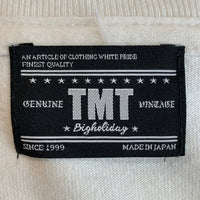 AN ARTICLE OF CLOTHING WHITE PRIDE
FINEST QUALITY
GENUINE TMT VINTAGE
Bigholiday
SINCE 1999 MADE IN JAPAN